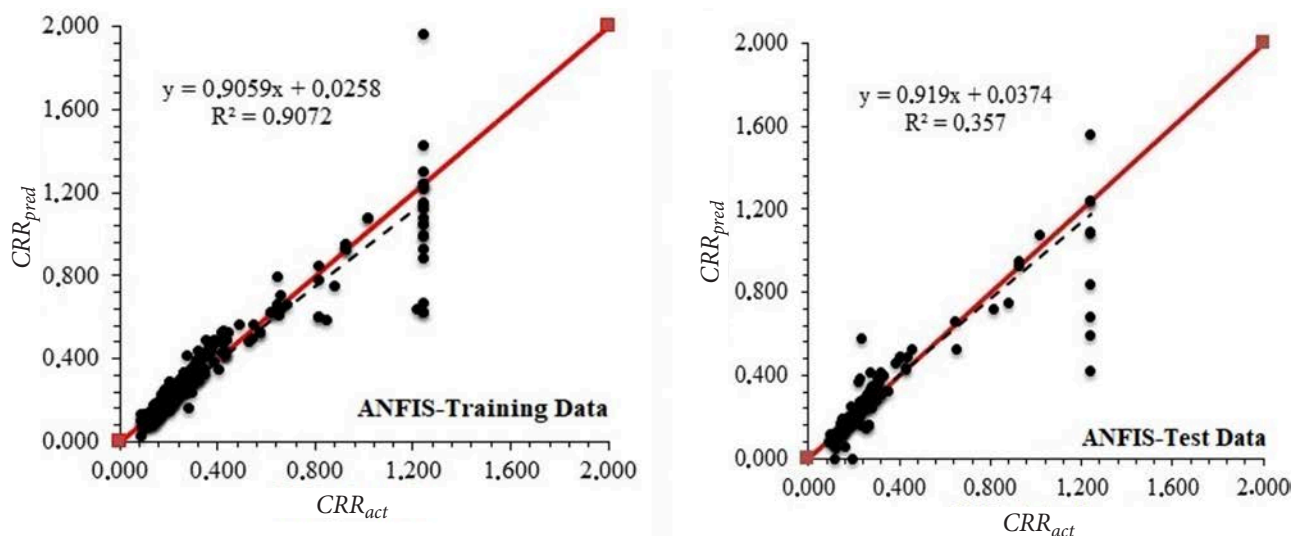 2.000
1.600
1.200
0.800
0.400
0.000
CRRpred
y = 0.9059x + 0.0258
R² = 0.9072
ANFIS-Training Data
0.000 0.400 0.800 1.200 1.600 2.000
CRRact
2.000
1.600
1.200
0.800
0.400
0.000
CRRpred
y = 0.919x + 0.0374
R² = 0.357
ANFIS-Test Data
0.000 0.400 0.800 1.200 1.600 2.000
CRRact